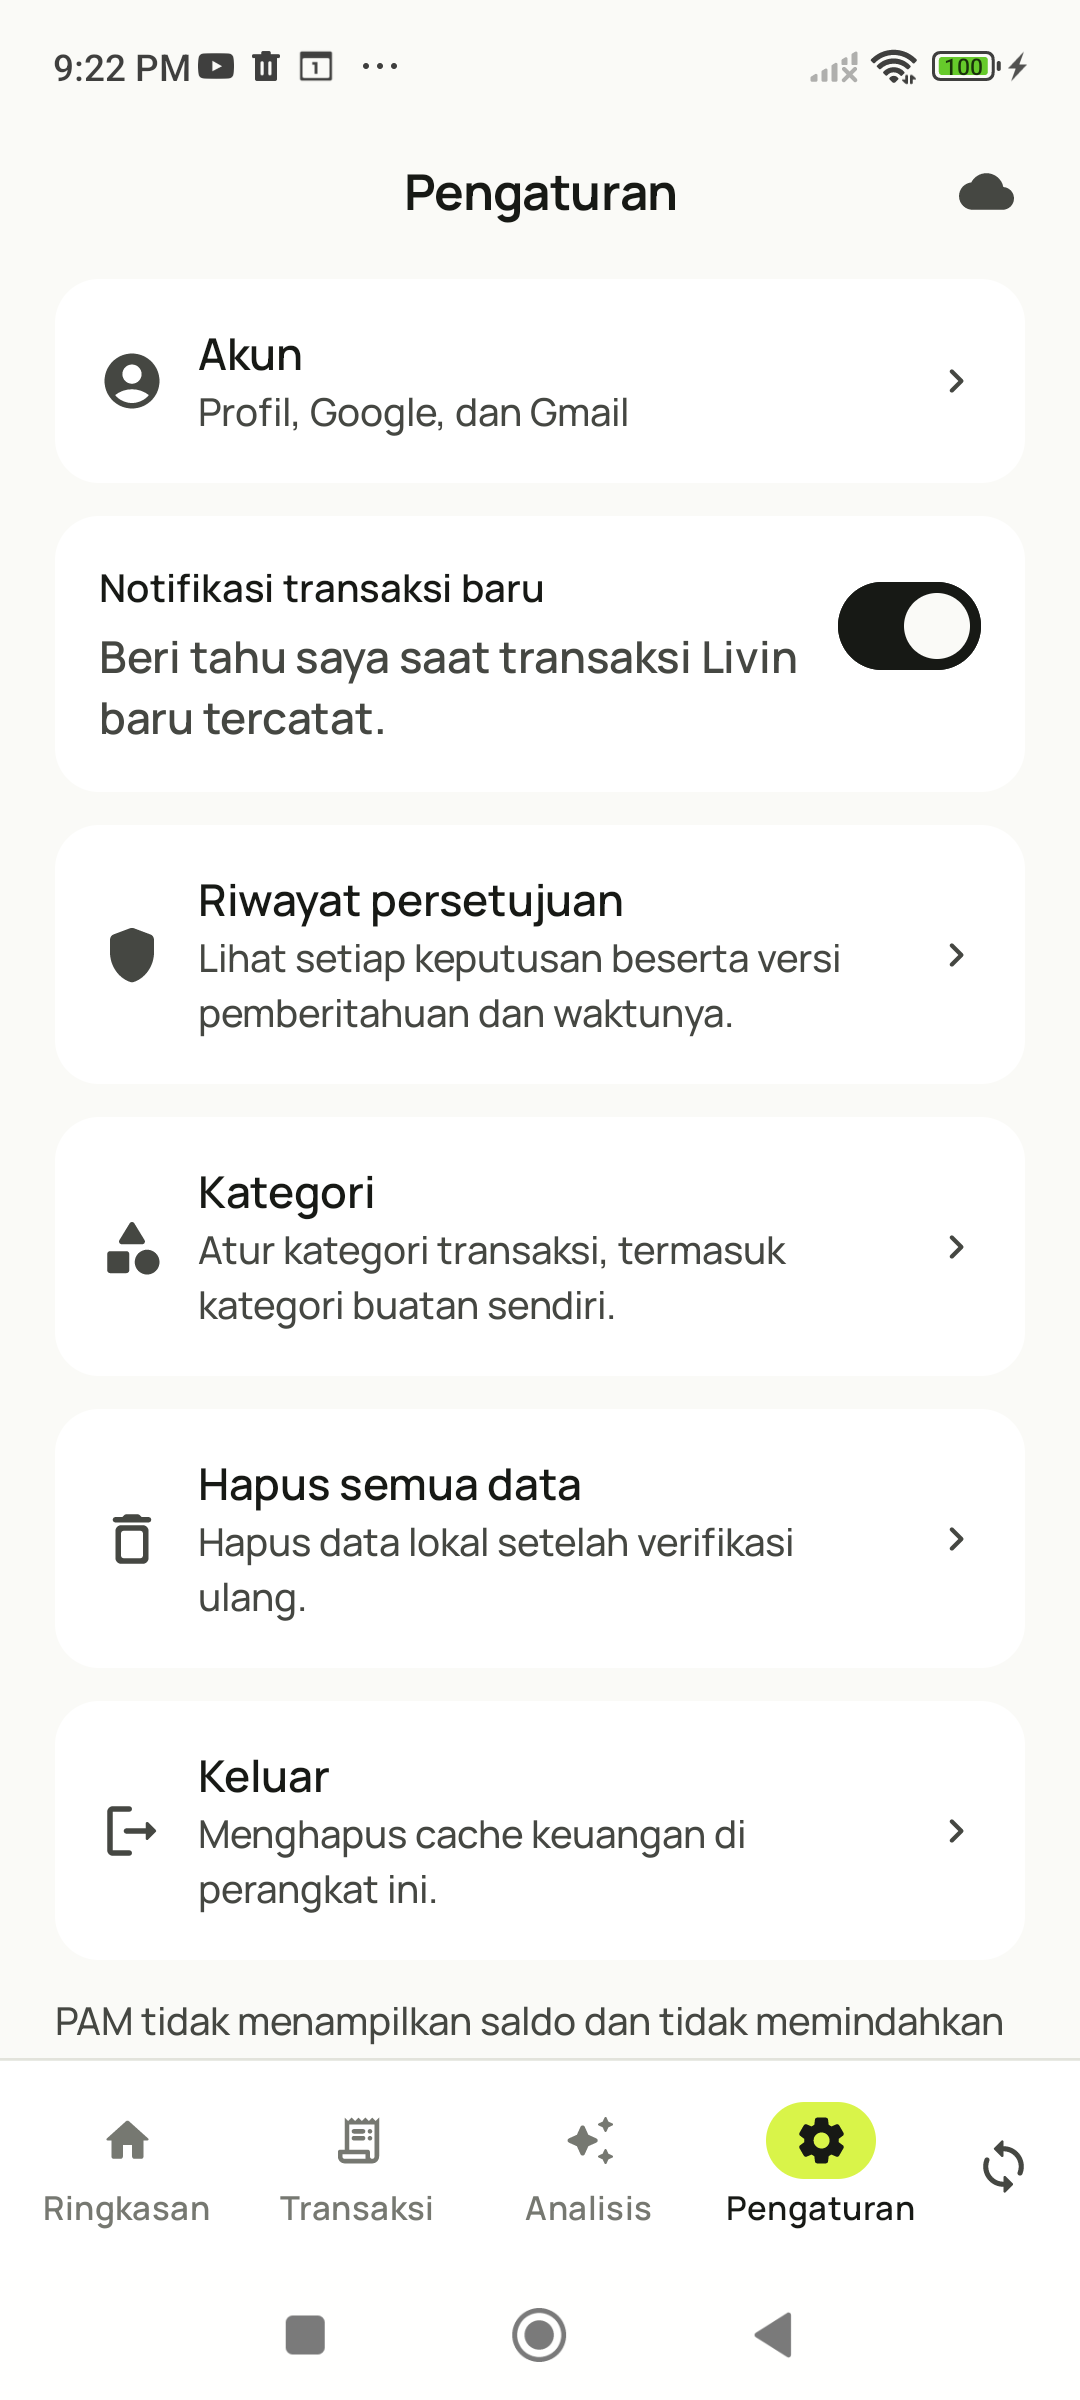 9:22 PM
1
100
Pengaturan
Akun
Profil, Google, dan Gmail
Notifikasi transaksi baru
Beri tahu saya saat transaksi Livin
baru tercatat.
Riwayat persetujuan
Lihat setiap keputusan beserta versi
pemberitahuan dan waktunya.
Kategori
Atur kategori transaksi, termasuk
kategori buatan sendiri.
Hapus semua data
Hapus data lokal setelah verifikasi
ulang.
Keluar
Menghapus cache keuangan di
perangkat ini.
PAM tidak menampilkan saldo dan tidak memindahkan
Ringkasan
Transaksi
Analisis
Pengaturan